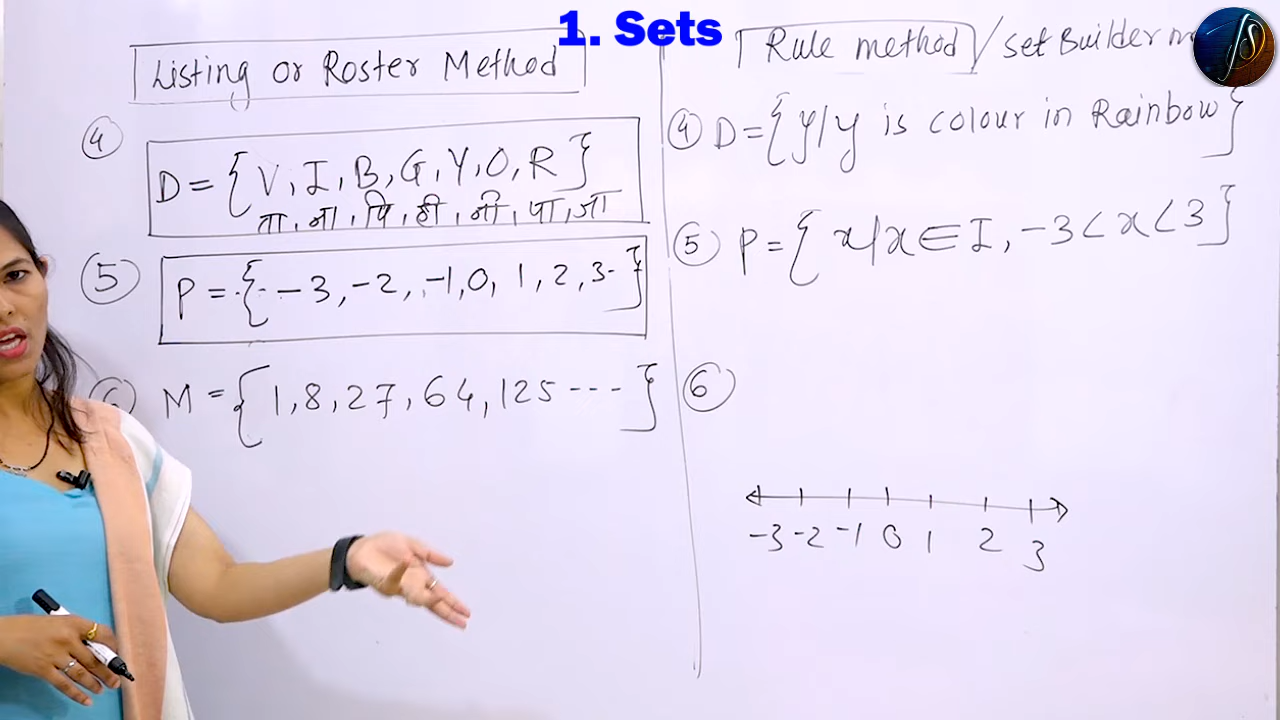 1. Sets
Listing or Roster Method
④ D = { V, I, B, G, Y, O, R }
ता, ना, पि, ही, नी, पा, जा
⑤ P = { -3, -2, -1, 0, 1, 2, 3 }
M = { 1, 8, 27, 64, 125 --- }
Rule method / set Builder m
④ D = { y/y is colour in Rainbow }
⑤ P = { x/x ∈ I, -3 < x < 3 }
⑥
-3 -2 -1 0 1 2 3